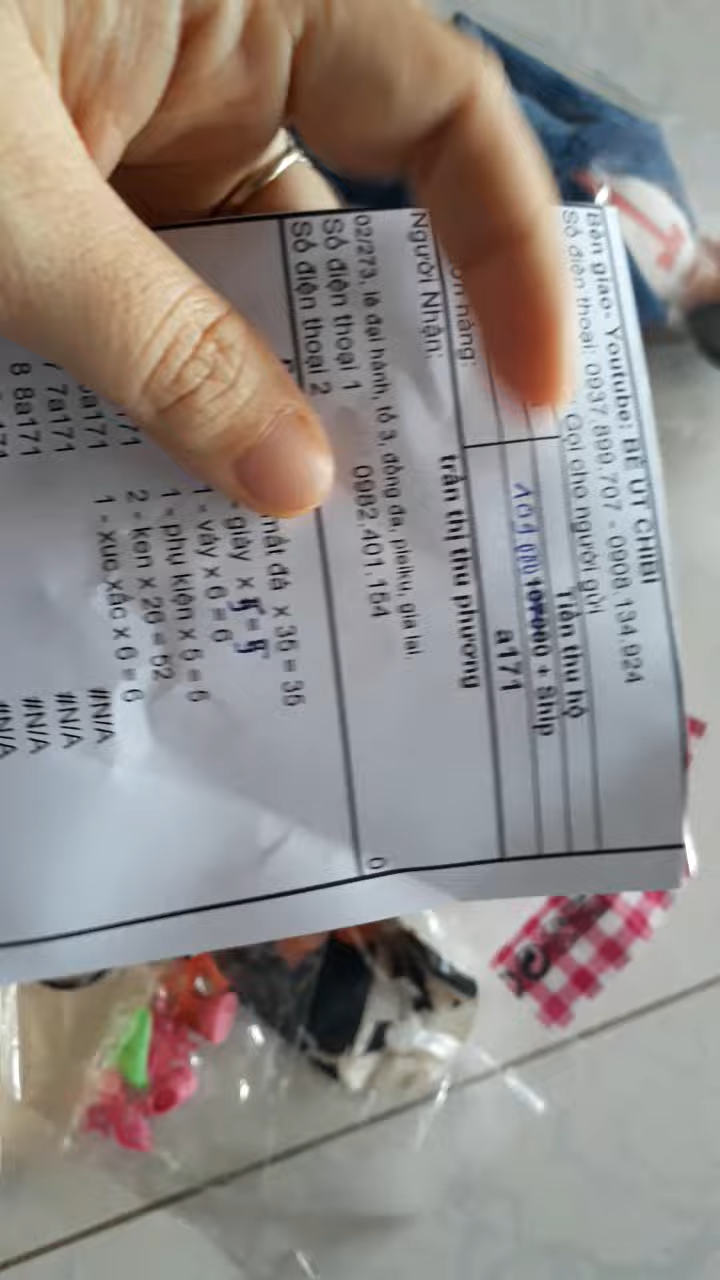 Bên giao- Youtube: BÉ ÚT CHIBI
Số điện thoại: 0937.899.707 - 0908.134.924
Gọi cho người gửi
Tiền thu hộ
+ Ship
hàng:
a171
Người Nhận:
trần thị thu phương
02/273, lê đại hành, tổ 3, đống đa, pleiku, gia lai,
Số điện thoại 1 0982.401.154
0
Số điện thoại 2
đá x 35 = 35
giày x 5 = 5
1 - váy x 6 = 6
1 - phụ kiện x 6 = 6
2 - kẹn x 26 = 52
1 - xúc xắc x 6 = 6
#N/A
7a171 #N/A
8 8a171 #N/A
#N/A